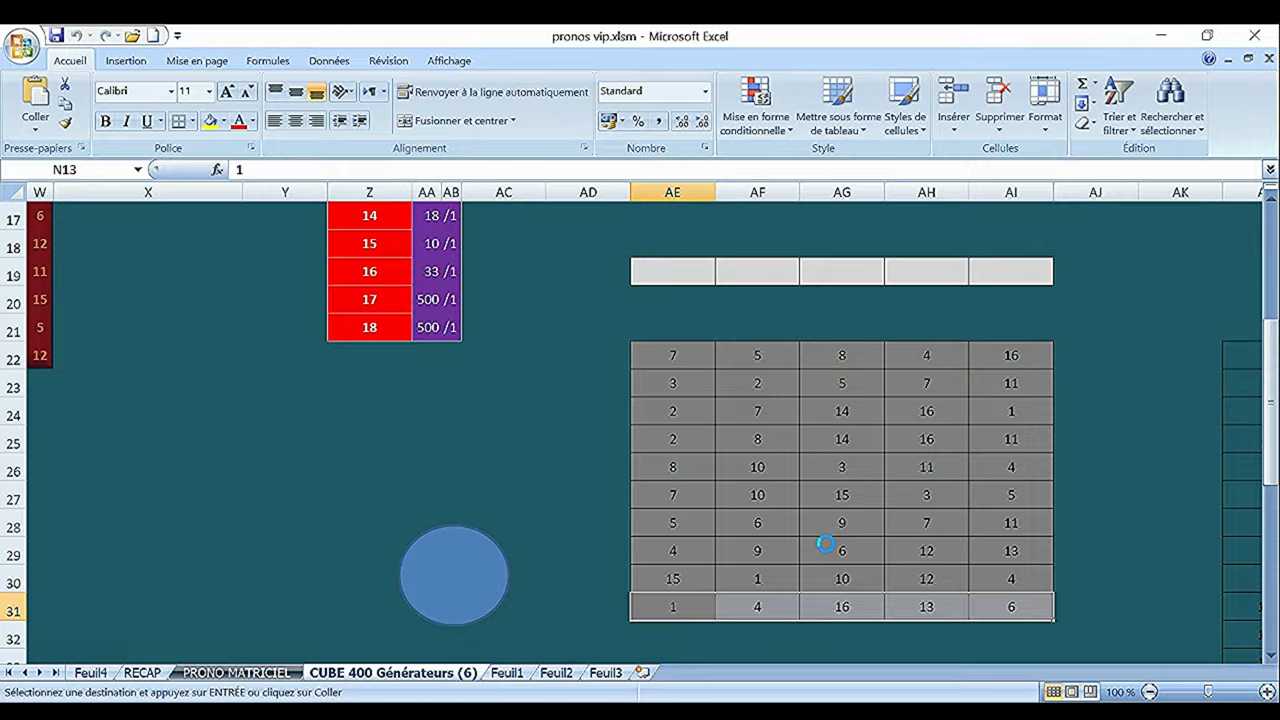 pronos vip.xlsm - Microsoft Excel
Accueil Insertion Mise en page Formules Données Révision Affichage
Calibri 11 Renvoyer à la ligne automatiquement Standard
Coller Fusionner et centrer Mise en forme conditionnelle Mettre sous forme de tableau Styles de cellules Insérer Supprimer Format Trier et filtrer Rechercher et sélectionner
Presse-papiers Police Alignement Nombre Style Cellules Édition
N13 fx 1
W X Y Z AA AB AC AD AE AF AG AH AI AJ AK
17 6 14 18 /1
18 12 15 10 /1
19 11 16 33 /1
20 15 17 500 /1
21 5 18 500 /1
22 12 7 5 8 4 16
23 3 2 5 7 11
24 2 7 14 16 1
25 2 8 14 16 11
26 8 10 3 11 4
27 7 10 15 3 5
28 5 6 9 7 11
29 4 9 6 12 13
30 15 1 10 12 4
31 1 4 16 13 6
32
Feuil4 RECAP PRONO MATRICIEL CUBE 400 Générateurs (6) Feuil1 Feuil2 Feuil3
Sélectionnez une destination et appuyez sur ENTRÉE ou cliquez sur Coller 100 %